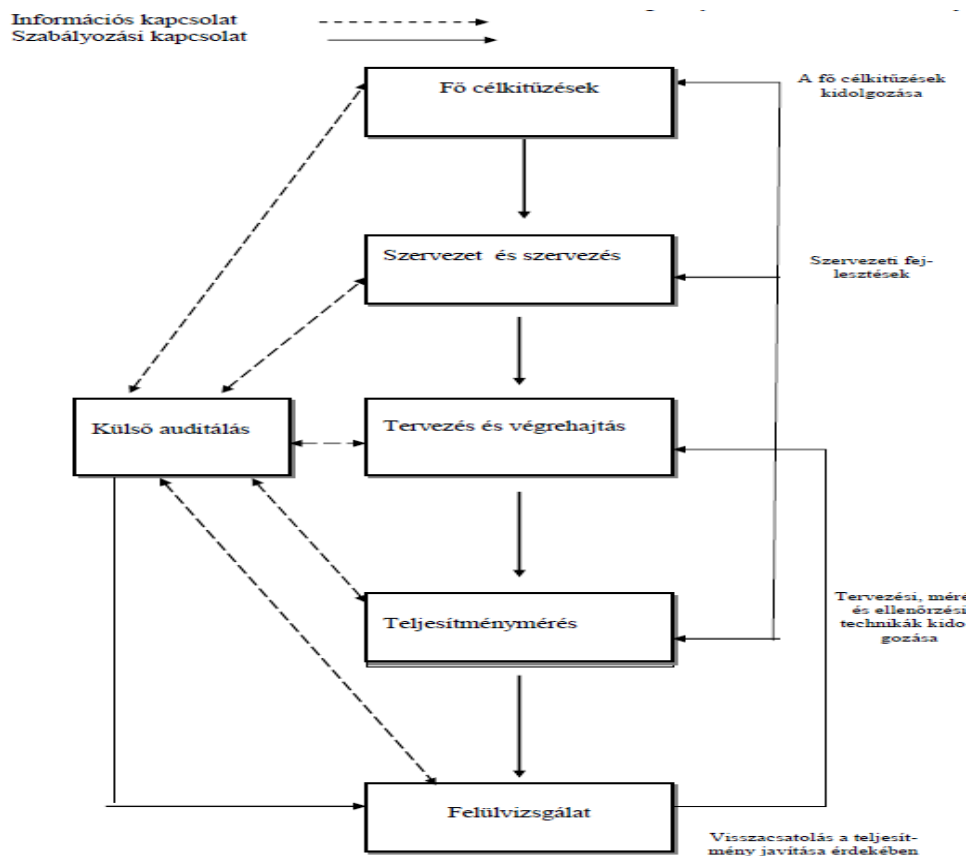 Információs kapcsolat
Szabályozási kapcsolat
Fő célkitűzések
A fő célkitűzések
kidolgozása
Szervezet és szervezés
Szervezeti fej-
lesztések
Külső auditálás
Tervezés és végrehajtás
Teljesítménymérés
Tervezési, méré
és ellenőrzési
technikák kido-
gozása
Felülvizsgálat
Visszacsatolás a teljesít-
mény javítása érdekében